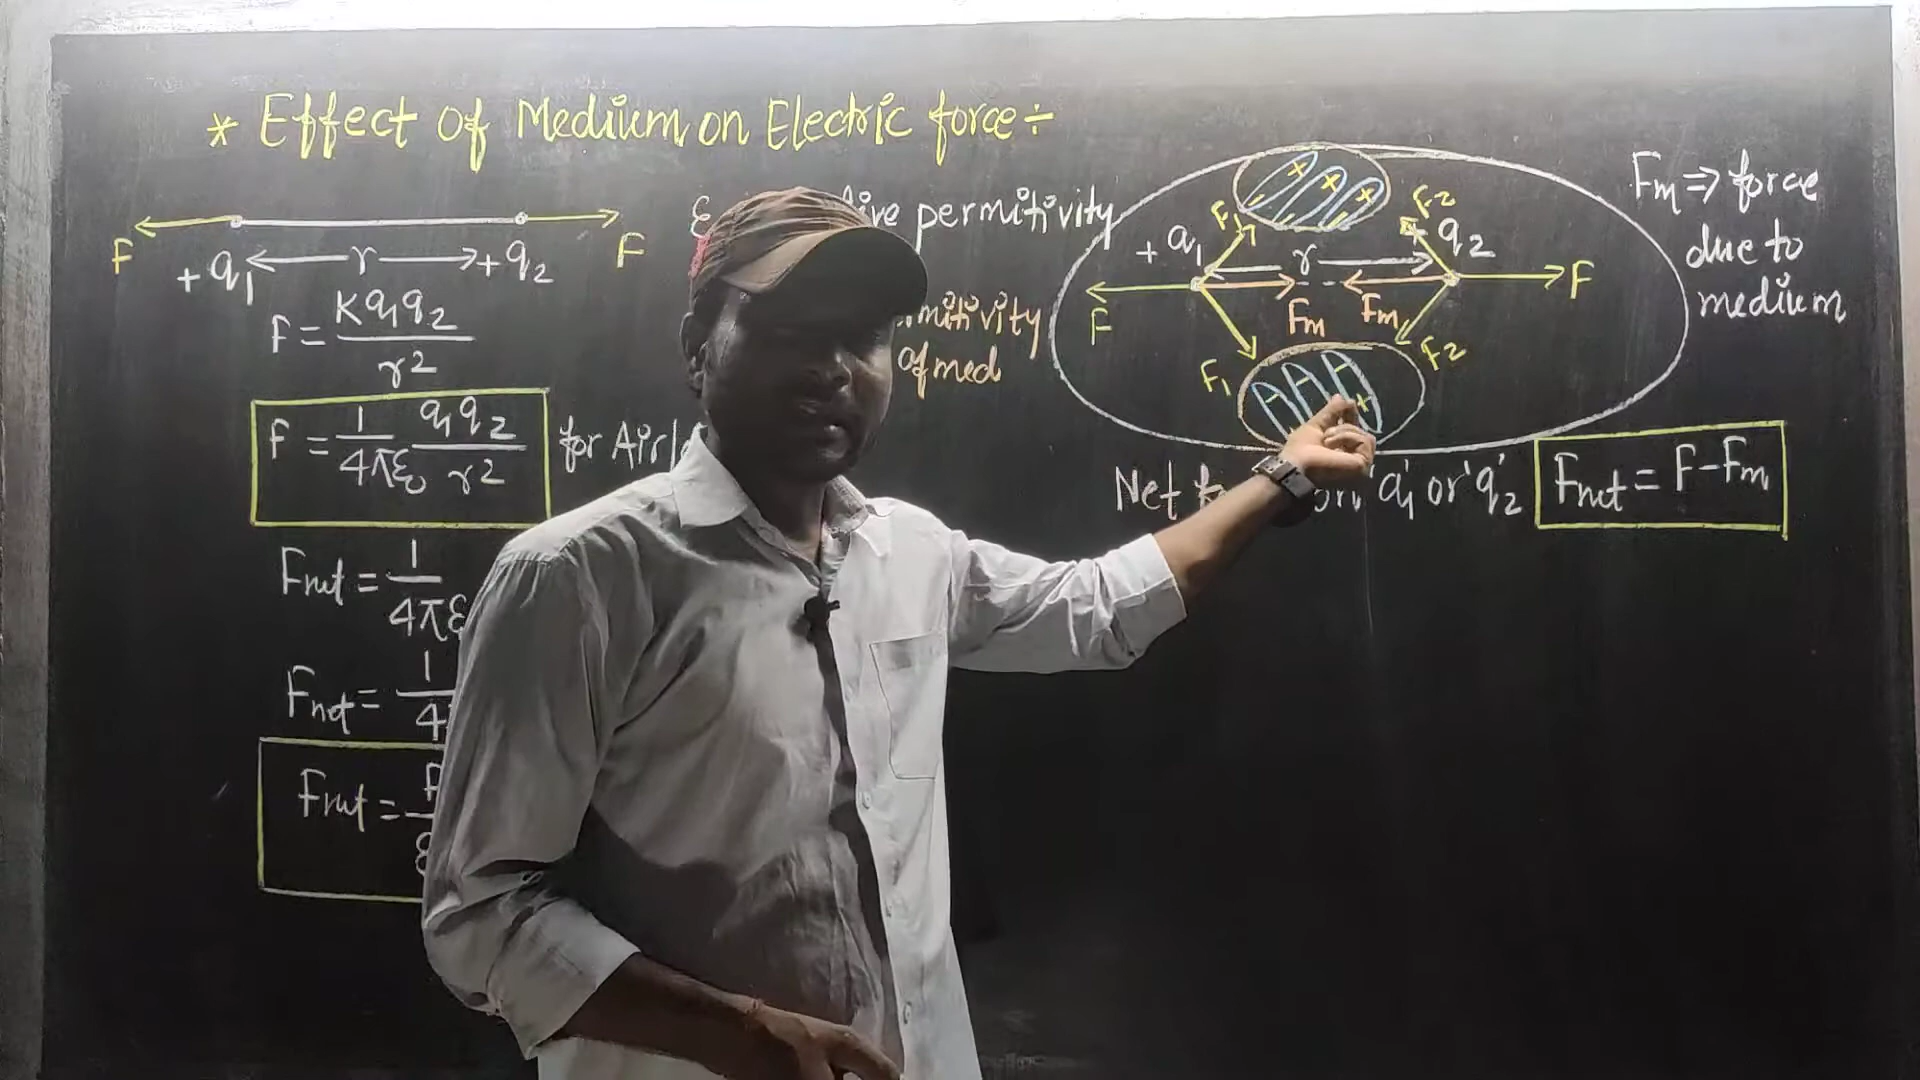 * Effect of Medium on Electric force ÷
F
F
+q1 ← r → +q2
F = Kq1q2 / r2
F = 1/4πε0 q1q2/r2 for Air/
Fnet = 1/4πε
Fnet = 1/4
Fnet =
ε
permitivity
permitivity
of med
F1
F2
+q1
r
+q2
F
Fm
Fm
F
F1
F2
Fm ⇒ force
due to
medium
Net on 'q1' or 'q2'
Fnet = F - Fm